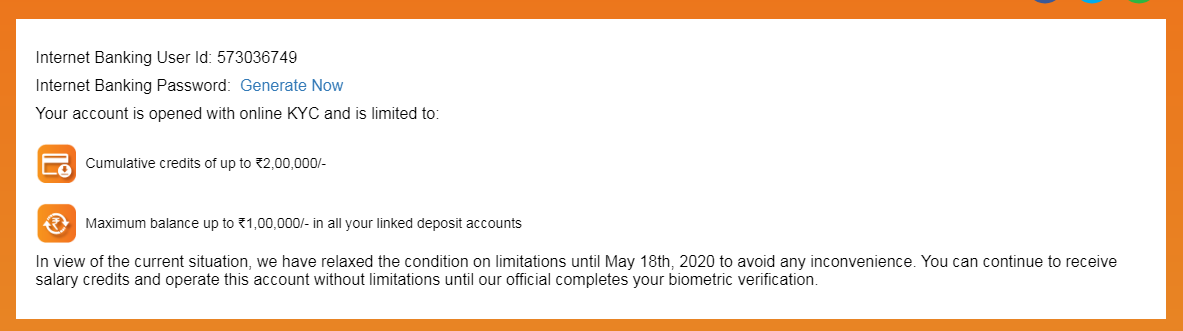 Internet Banking User Id: 573036749
Internet Banking Password: Generate Now
Your account is opened with online KYC and is limited to:
Cumulative credits of up to ₹2,00,000/-
Maximum balance up to ₹1,00,000/- in all your linked deposit accounts
In view of the current situation, we have relaxed the condition on limitations until May 18th, 2020 to avoid any inconvenience. You can continue to receive
salary credits and operate this account without limitations until our official completes your biometric verification.